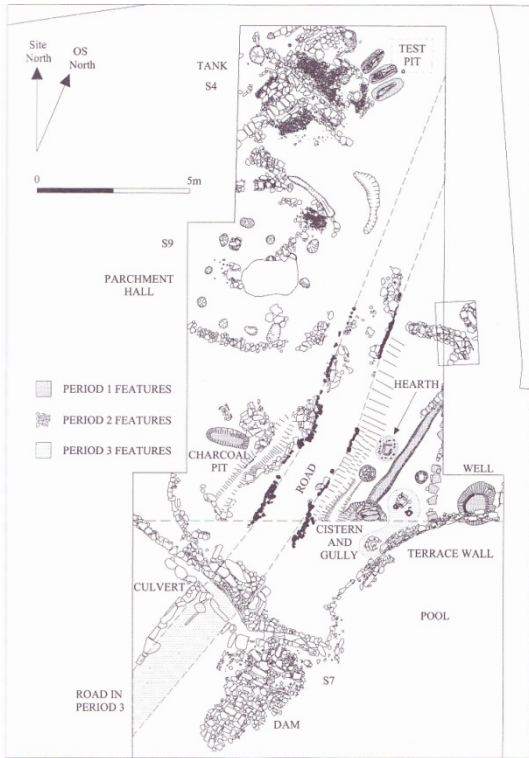 Site
North
OS
North
0
5m
TANK
S4
TEST
PIT
S9
PARCHMENT
HALL
PERIOD 1 FEATURES
PERIOD 2 FEATURES
PERIOD 3 FEATURES
HEARTH
CHARCOAL
PIT
ROAD
WELL
CISTERN
AND
GULLY
TERRACE WALL
CULVERT
POOL
ROAD IN
PERIOD 3
S7
DAM